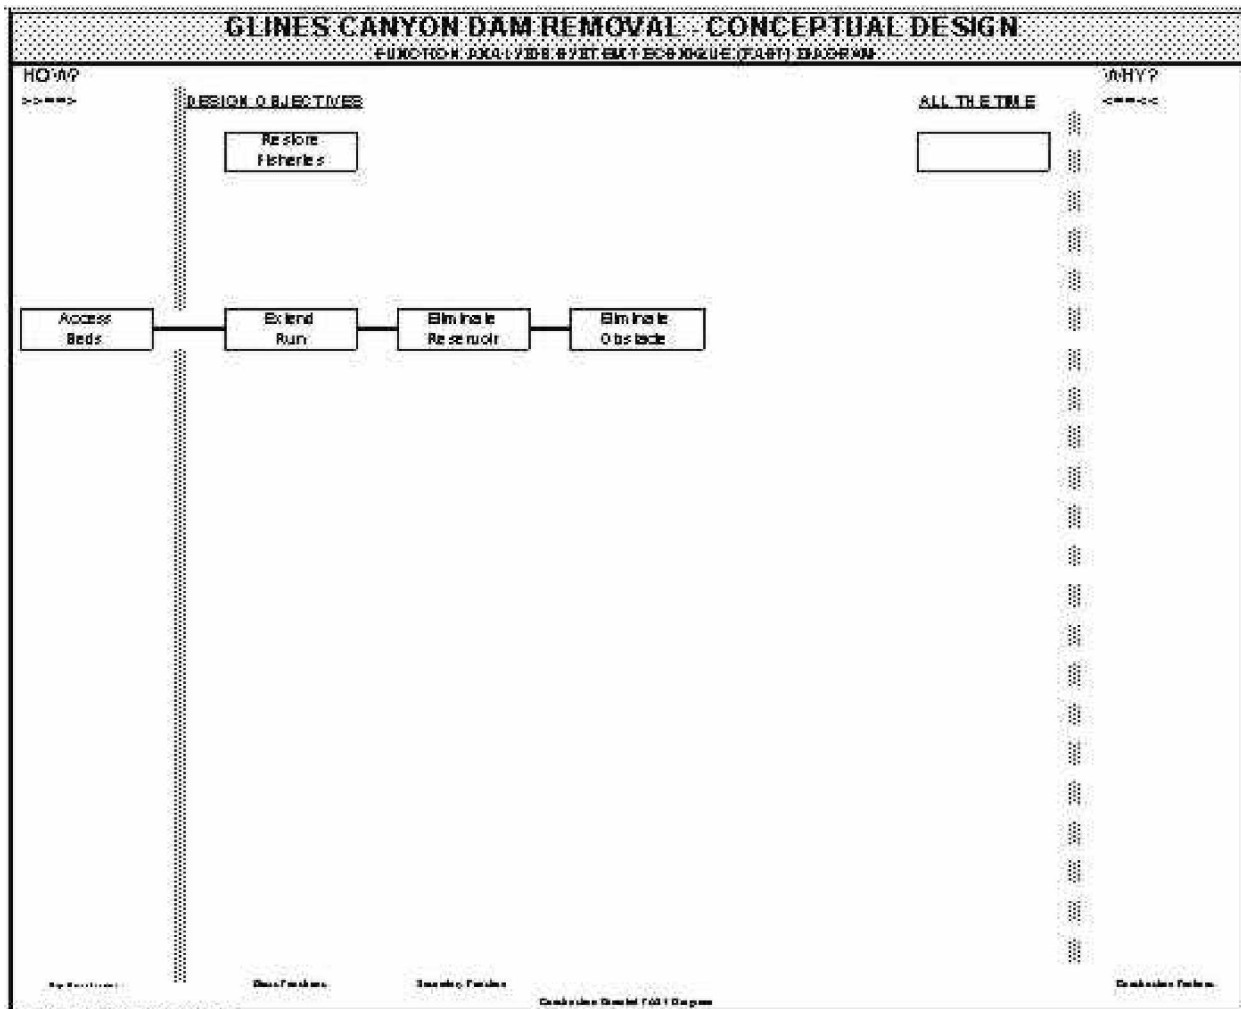 GLINES CANYON DAM REMOVAL - CONCEPTUAL DESIGN
FUNCTION ANALYSIS SYSTEM TECHNIQUE (FAST) DIAGRAM
HOW?
WHY?
>>==>
<==<<
DESIGN OBJECTIVES
ALL THE TIME
Restore
Fisheries
Access
Beds
Extend
Run
Eliminate
Reservoir
Eliminate
Obstacle